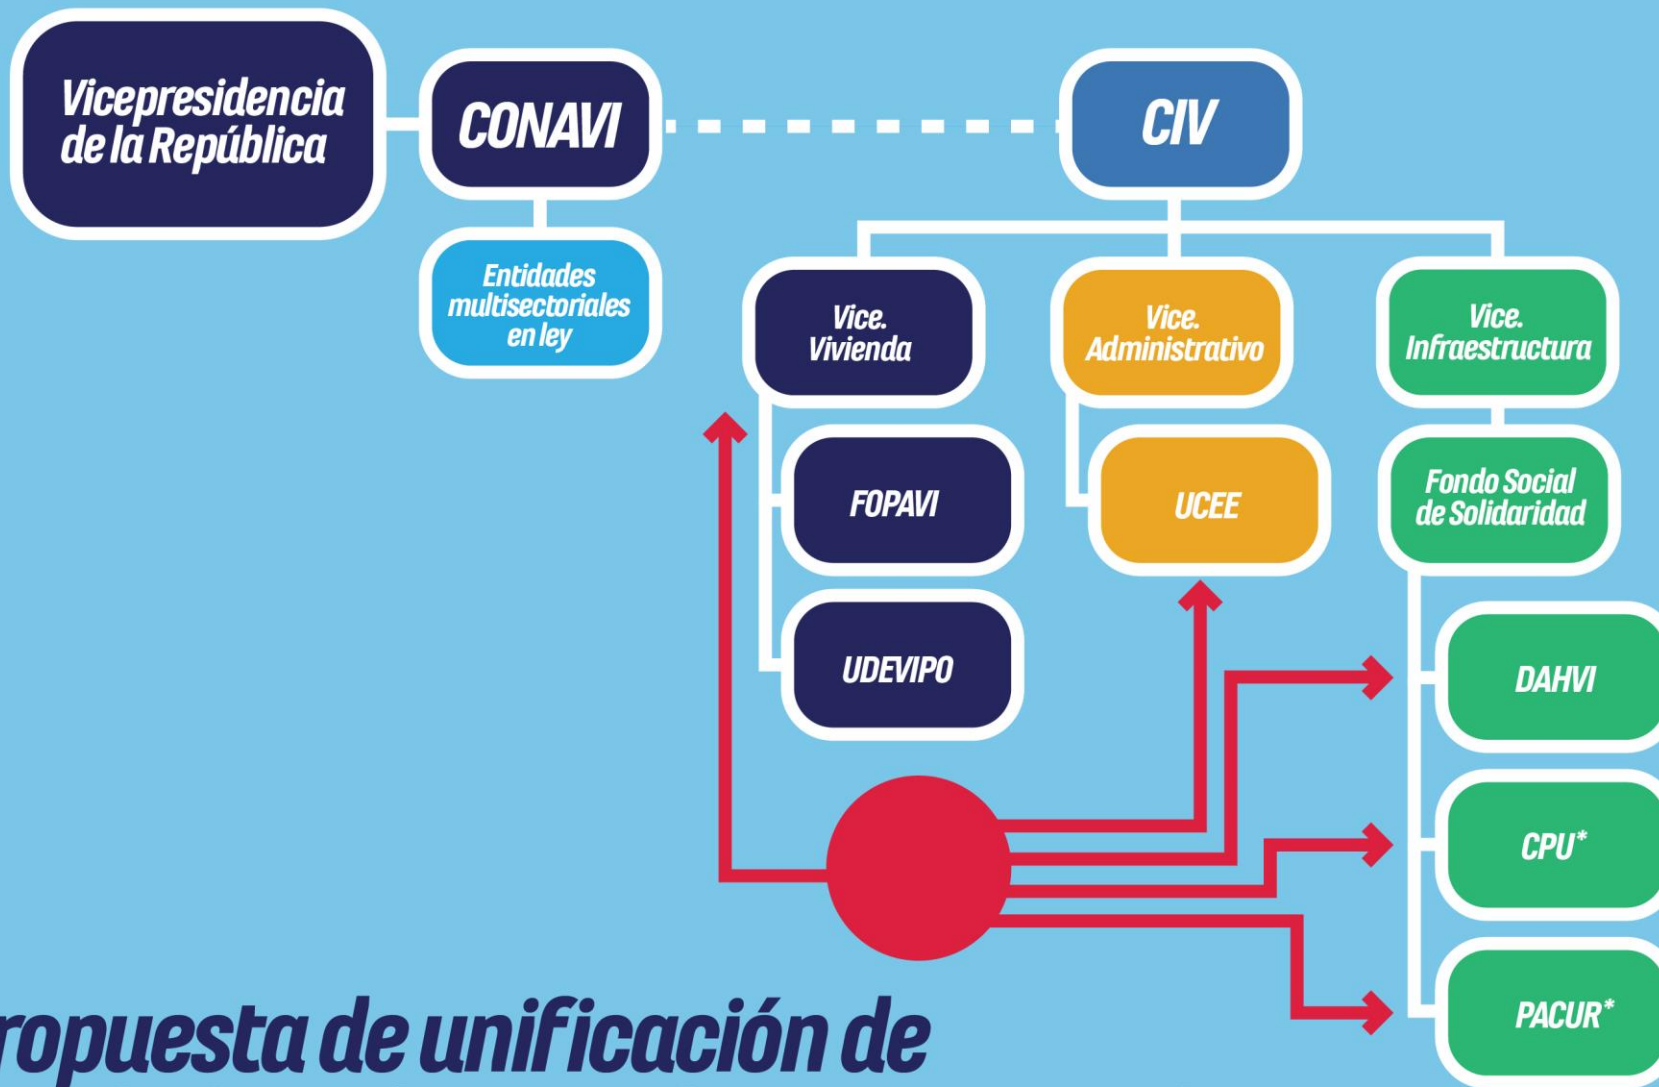 Vicepresidencia
de la República
CONAVI
CIV
Entidades
multisectoriales
en ley
Vice.
Vivienda
Vice.
Administrativo
Vice.
Infraestructura
FOPAVI
UCEE
Fondo Social
de Solidaridad
UDEVIPO
DAHVI
CPU*
PACUR*
ropuesta de unificación de